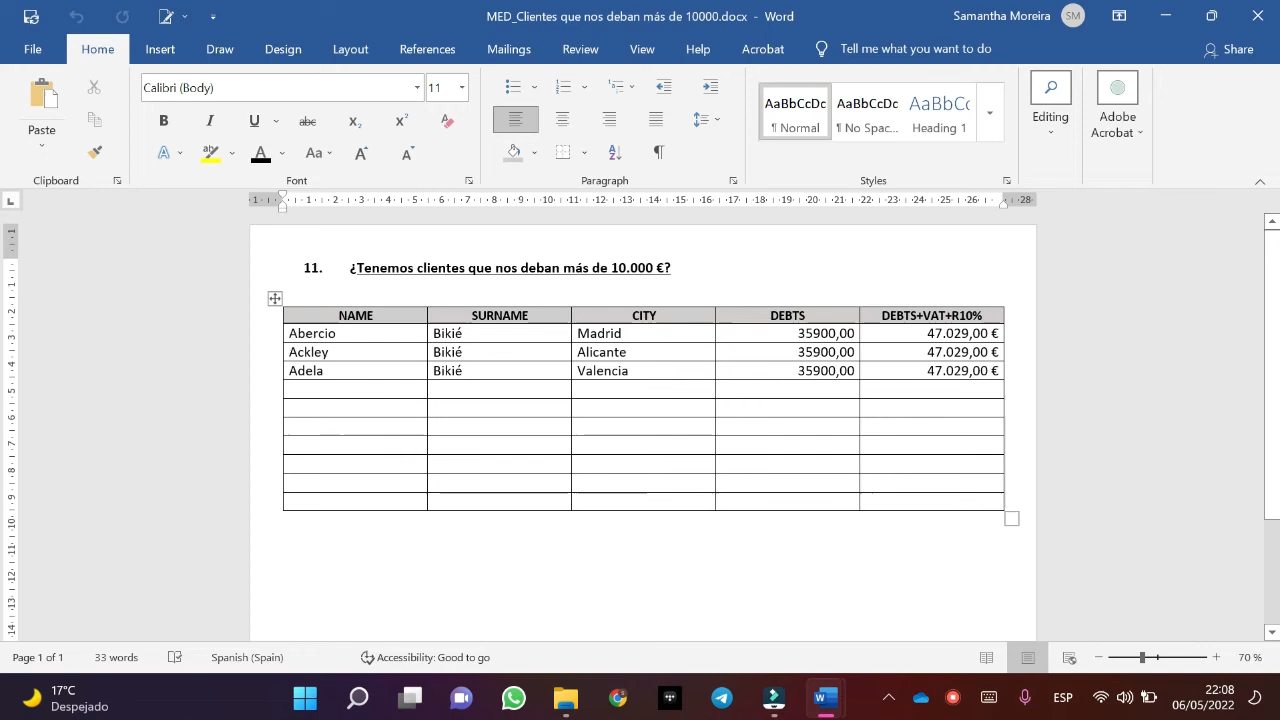 MED_Clientes que nos deban más de 10000.docx - Word
Samantha Moreira SM
File Home Insert Draw Design Layout References Mailings Review View Help Acrobat Tell me what you want to do Share
Calibri (Body) 11
AaBbCcDc AaBbCcDc AaBbCc
¶ Normal ¶ No Spac... Heading 1
Paste
Editing
Adobe
Acrobat
Clipboard Font Paragraph Styles
11. ¿Tenemos clientes que nos deban más de 10.000 €?
NAME SURNAME CITY DEBTS DEBTS+VAT+R10%
Abercio Bikié Madrid 35900,00 47.029,00 €
Ackley Bikié Alicante 35900,00 47.029,00 €
Adela Bikié Valencia 35900,00 47.029,00 €
Page 1 of 1 33 words Spanish (Spain) Accessibility: Good to go 70 %
17°C
Despejado
ESP
22:08
06/05/2022